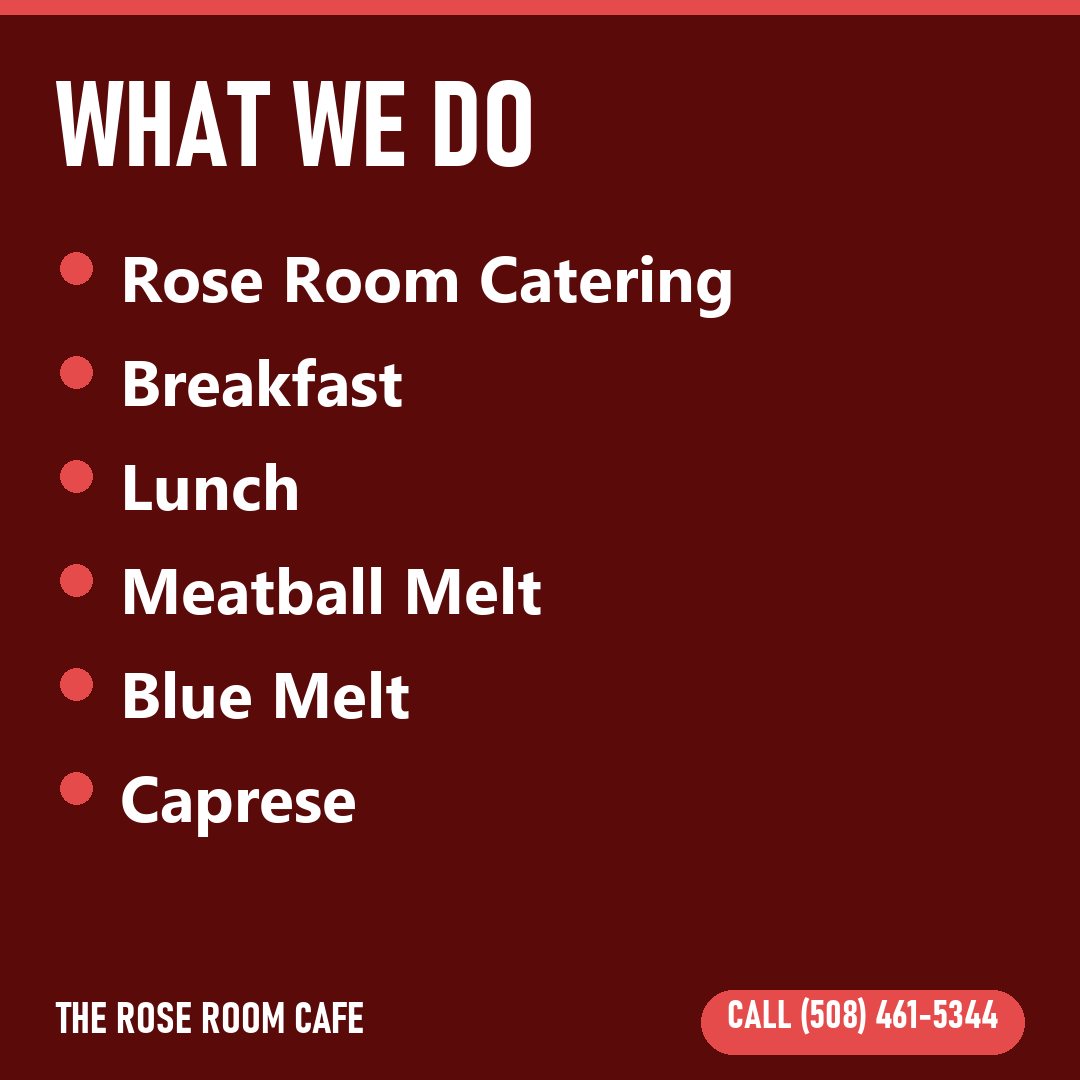 WHAT WE DO
Rose Room Catering
Breakfast
Lunch
Meatball Melt
Blue Melt
Caprese
THE ROSE ROOM CAFE
CALL (508) 461-5344